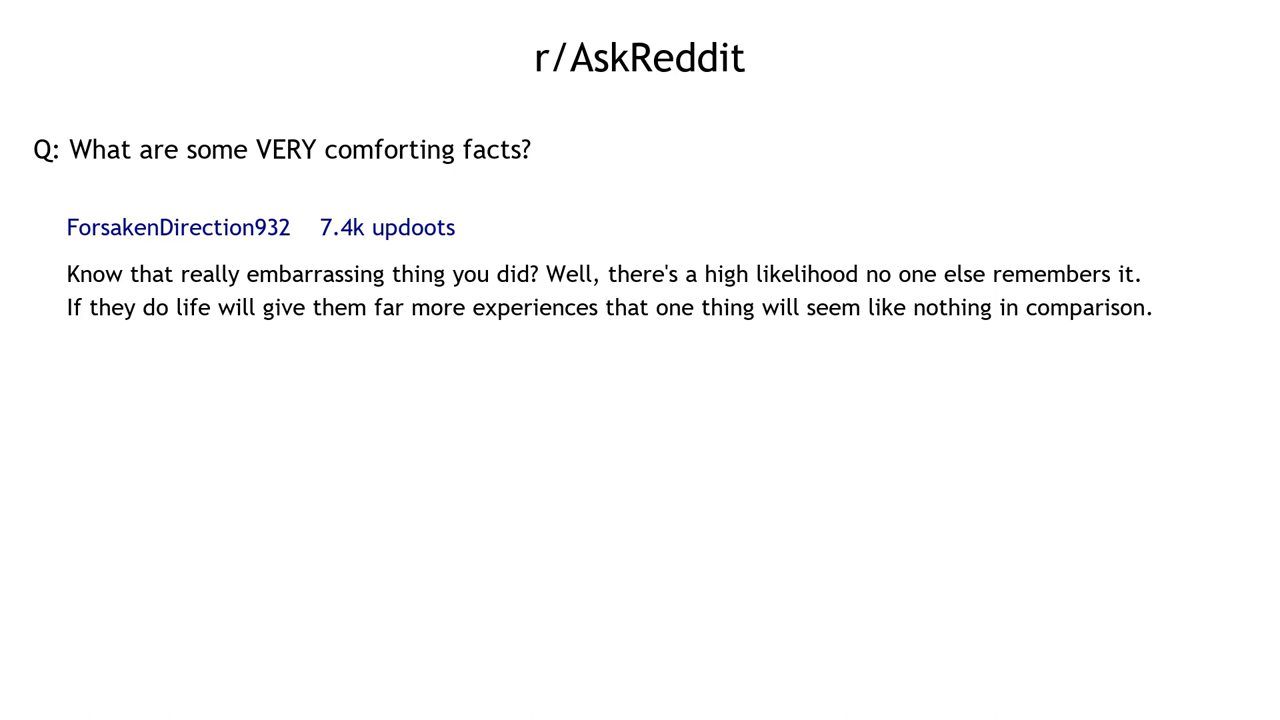 r/AskReddit
Q: What are some VERY comforting facts?
ForsakenDirection932 7.4k updoots
Know that really embarrassing thing you did? Well, there's a high likelihood no one else remembers it.
If they do life will give them far more experiences that one thing will seem like nothing in comparison.